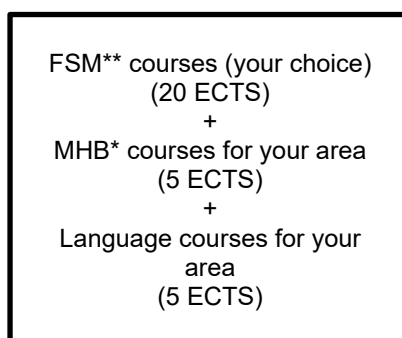 FSM** courses (your choice)
(20 ECTS)
+
MHB* courses for your area
(5 ECTS)
+
Language courses for your
area
(5 ECTS)